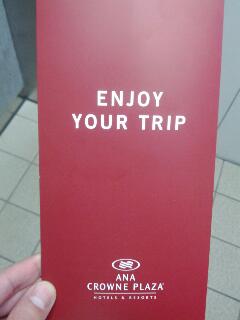 ENJOY
YOUR TRIP
ANA
CROWNE PLAZA
HOTELS & RESORTS